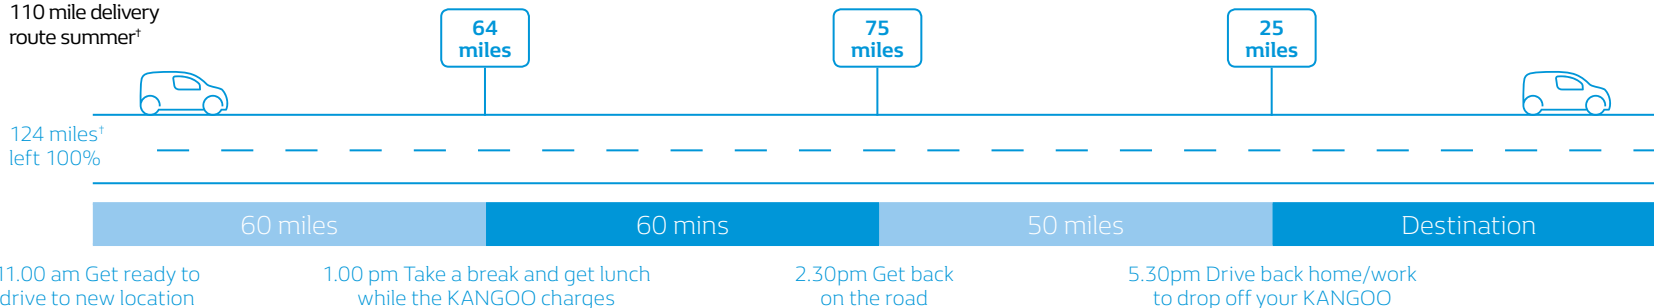 110 mile delivery
route summer†
64
miles
75
miles
25
miles
124 miles†
left 100%
60 miles
60 mins
50 miles
Destination
11.00 am Get ready to
drive to new location
1.00 pm Take a break and get lunch
while the KANGOO charges
2.30pm Get back
on the road
5.30pm Drive back home/work
to drop off your KANGOO